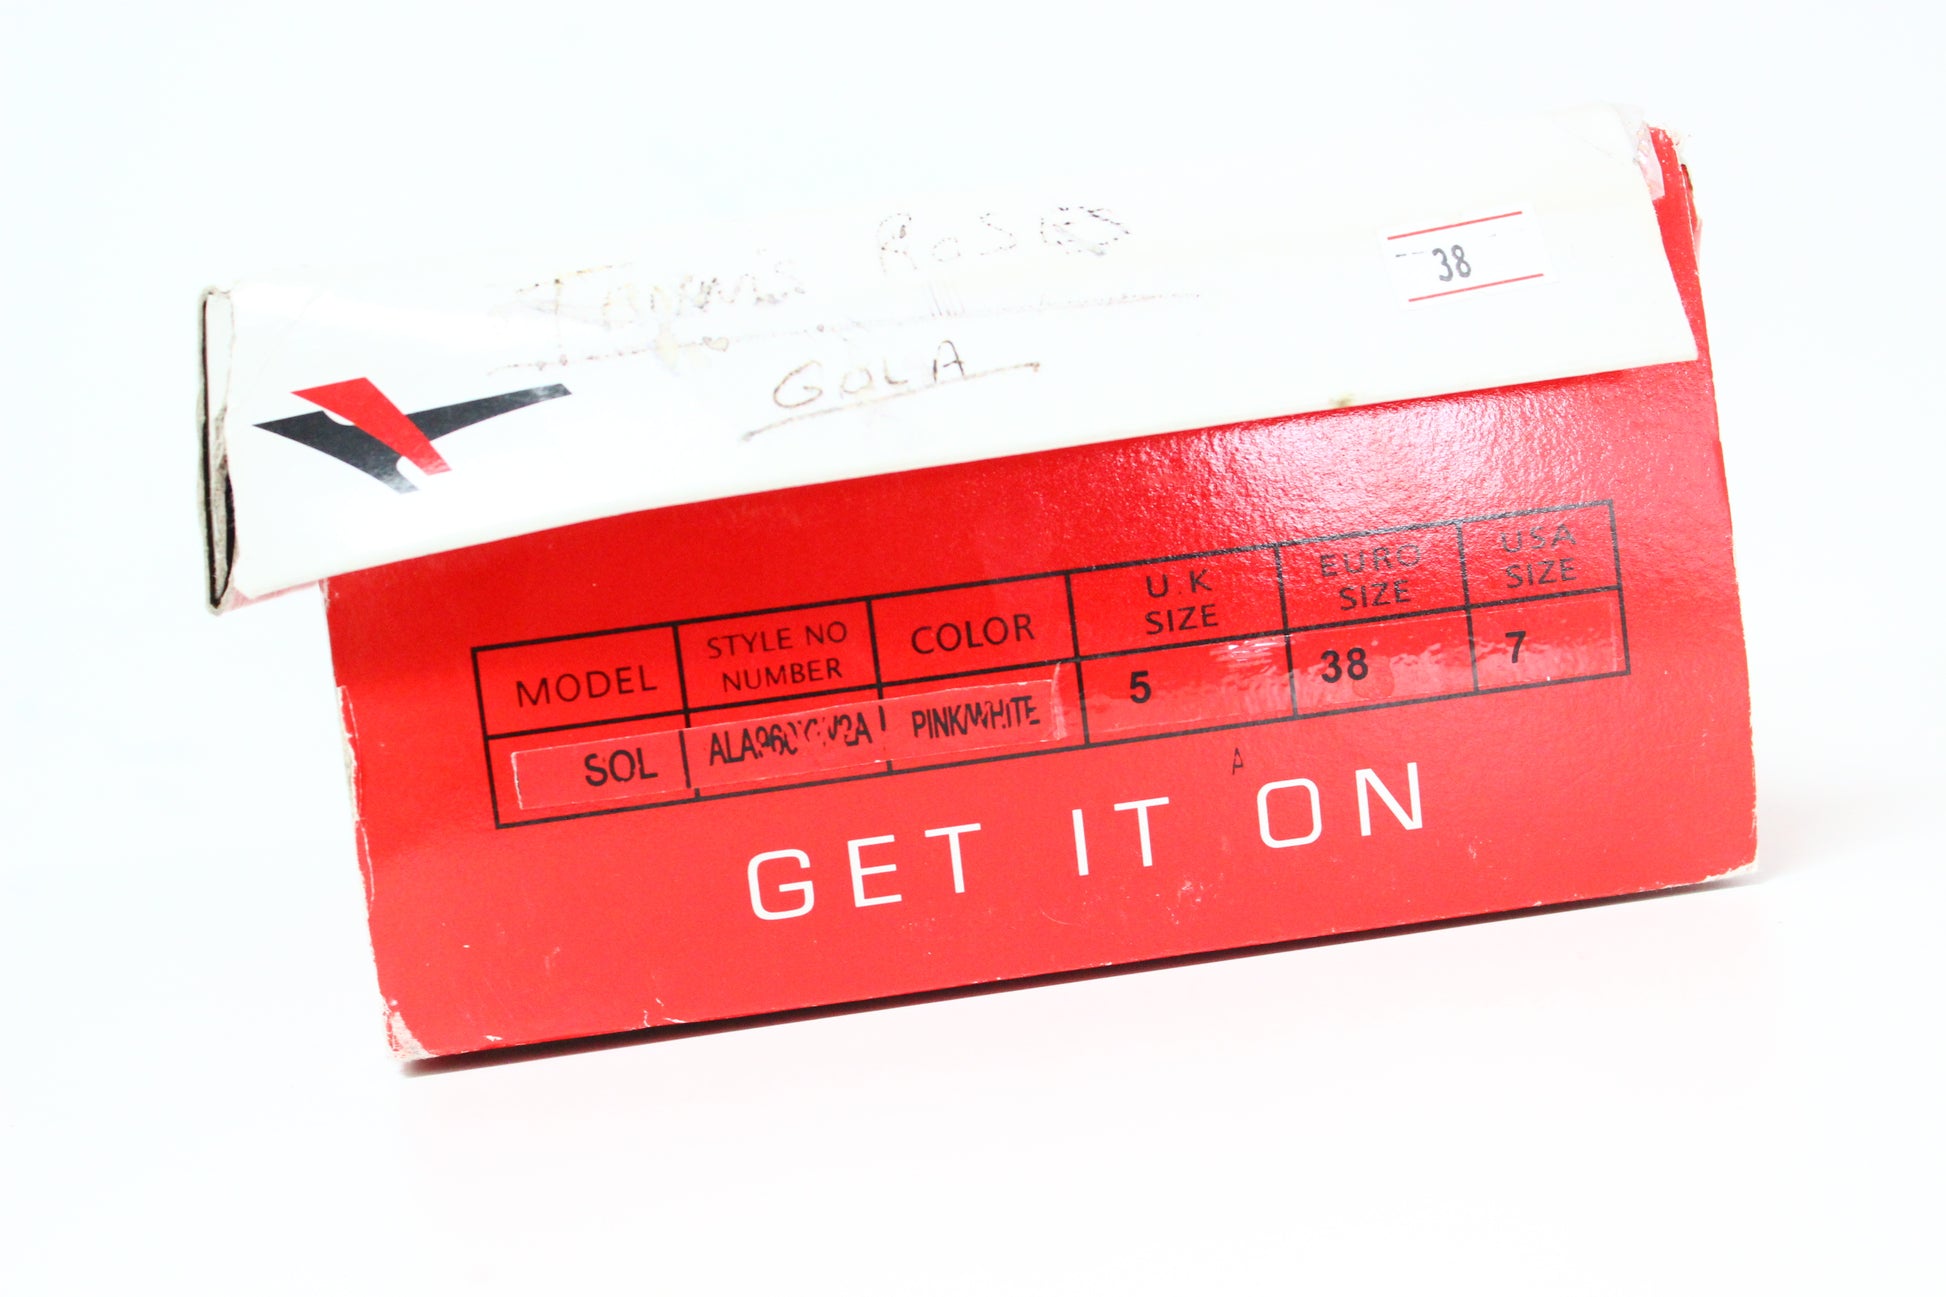 ROSES
38
GOLA
MODEL STYLE NO NUMBER COLOR U.K SIZE EURO SIZE USA SIZE
SOL PINK/WHITE 5 38 7
A
GET IT ON